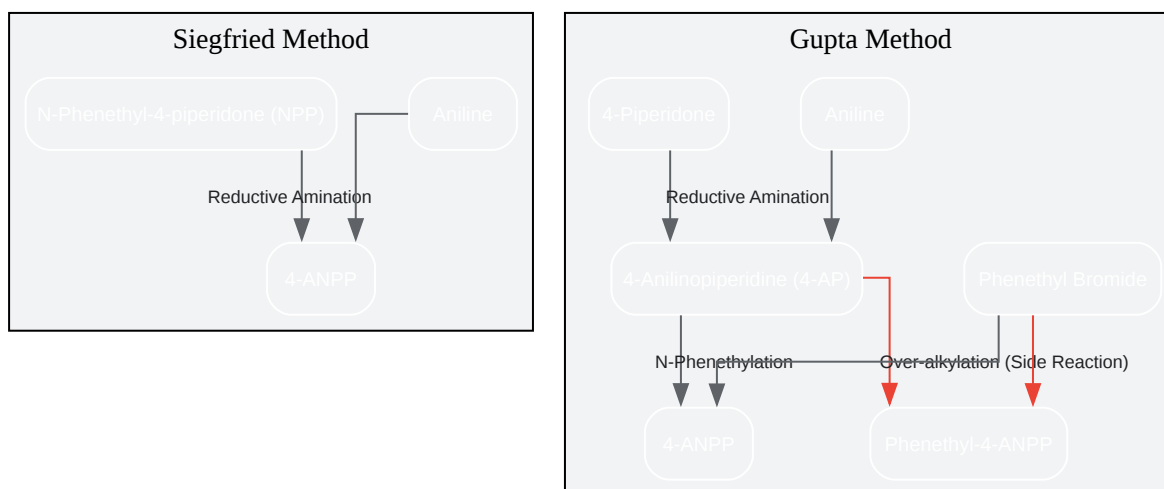 Siegfried Method
N-Phenethyl-4-piperidone (NPP)
Aniline
Reductive Amination
4-ANPP
Gupta Method
4-Piperidone
Aniline
Reductive Amination
4-Anilinopiperidine (4-AP)
Phenethyl Bromide
N-Phenethylation
Over-alkylation (Side Reaction)
4-ANPP
Phenethyl-4-ANPP